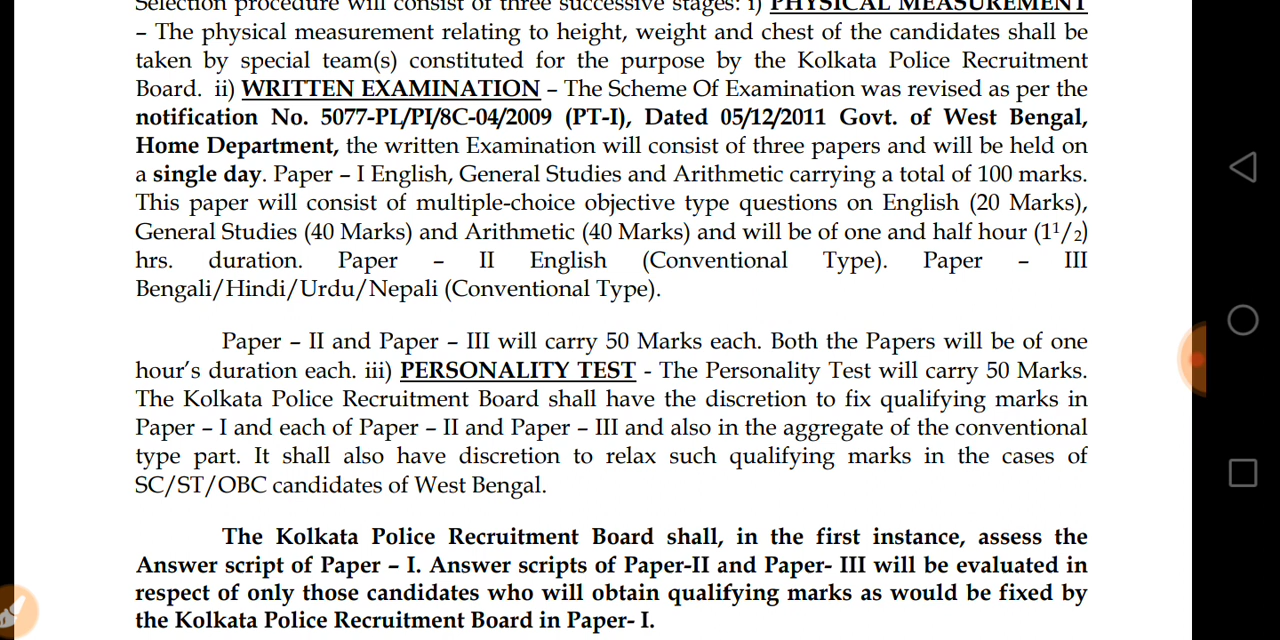 Selection procedure will consist of three successive stages: i) PHYSICAL MEASUREMENT
– The physical measurement relating to height, weight and chest of the candidates shall be
taken by special team(s) constituted for the purpose by the Kolkata Police Recruitment
Board. ii) WRITTEN EXAMINATION – The Scheme Of Examination was revised as per the
notification No. 5077-PL/PI/8C-04/2009 (PT-I), Dated 05/12/2011 Govt. of West Bengal,
Home Department, the written Examination will consist of three papers and will be held on
a single day. Paper – I English, General Studies and Arithmetic carrying a total of 100 marks.
This paper will consist of multiple-choice objective type questions on English (20 Marks),
General Studies (40 Marks) and Arithmetic (40 Marks) and will be of one and half hour (1¹/₂)
hrs. duration. Paper – II English (Conventional Type). Paper – III
Bengali/Hindi/Urdu/Nepali (Conventional Type).
Paper – II and Paper – III will carry 50 Marks each. Both the Papers will be of one
hour's duration each. iii) PERSONALITY TEST - The Personality Test will carry 50 Marks.
The Kolkata Police Recruitment Board shall have the discretion to fix qualifying marks in
Paper – I and each of Paper – II and Paper – III and also in the aggregate of the conventional
type part. It shall also have discretion to relax such qualifying marks in the cases of
SC/ST/OBC candidates of West Bengal.
The Kolkata Police Recruitment Board shall, in the first instance, assess the
Answer script of Paper – I. Answer scripts of Paper-II and Paper- III will be evaluated in
respect of only those candidates who will obtain qualifying marks as would be fixed by
the Kolkata Police Recruitment Board in Paper- I.